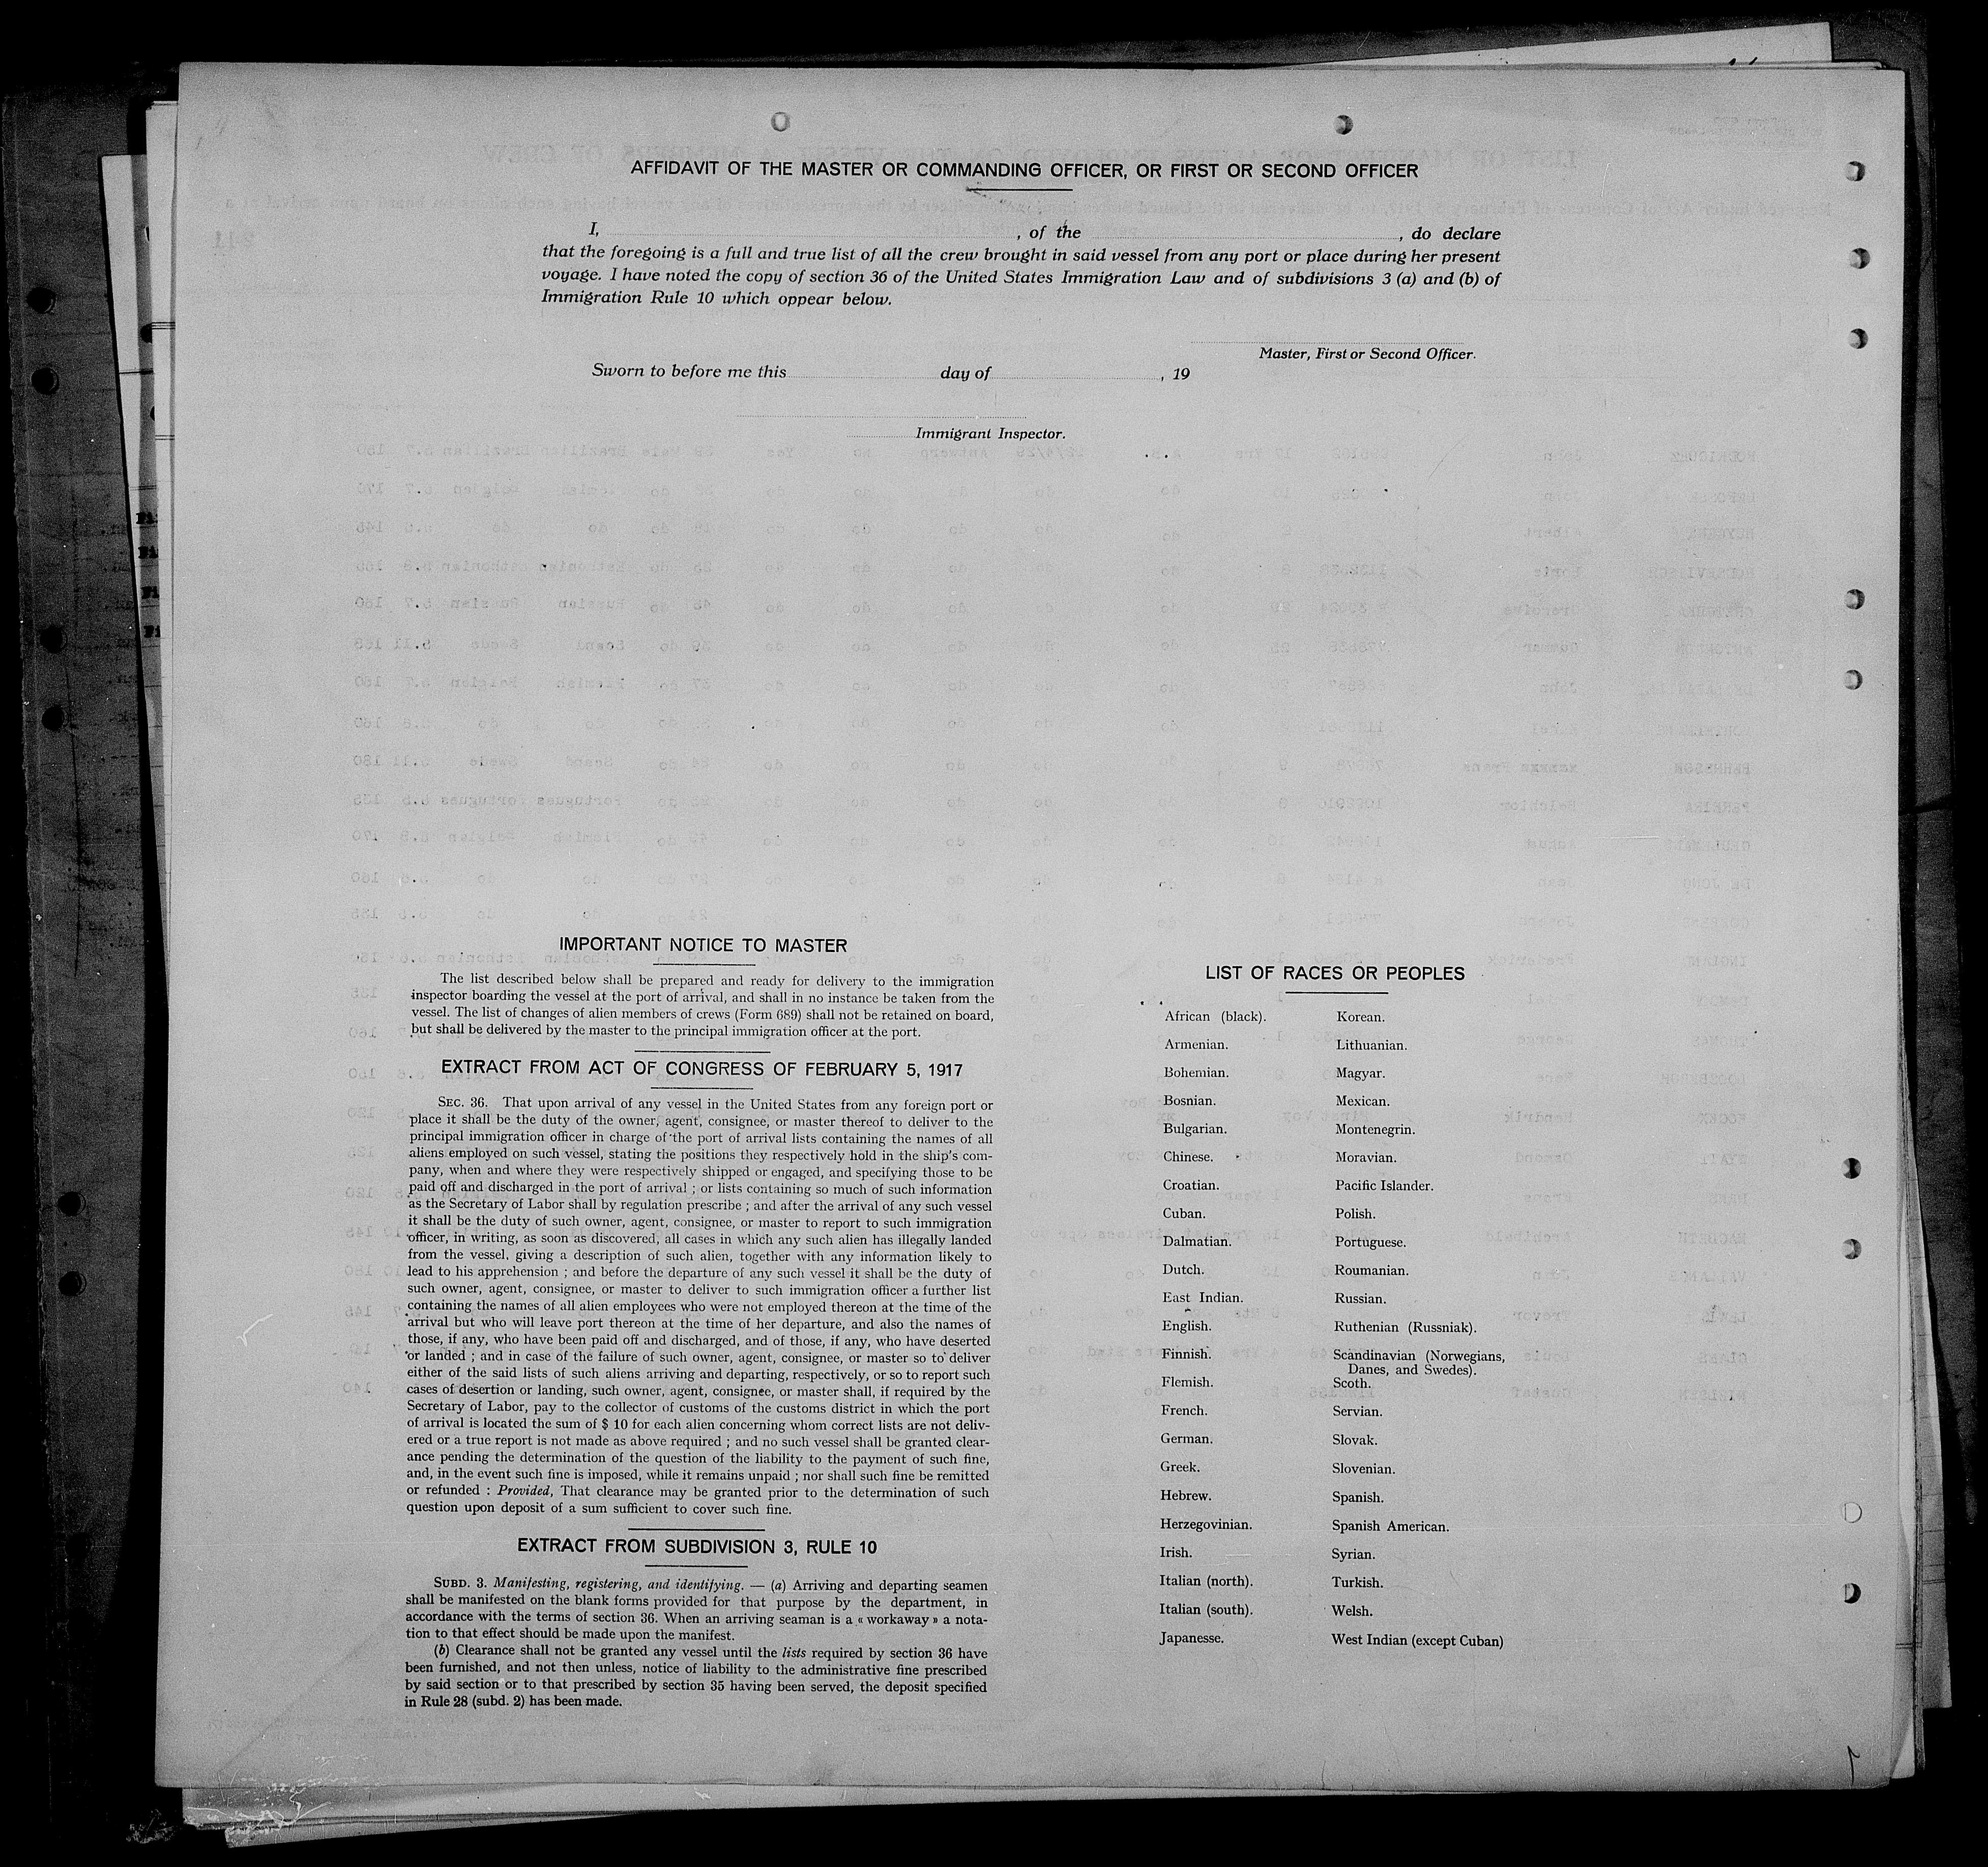 AFFIDAVIT OF THE MASTER OR COMMANDING OFFICER, OR FIRST OR SECOND OFFICER
I, , of the , do declare
that the foregoing is a full and true list of all the crew brought in said vessel from any port or place during her present
voyage. I have noted the copy of section 36 of the United States Immigration Law and of subdivisions 3 (a) and (b) of
Immigration Rule 10 which oppear below.
Master, First or Second Officer.
Sworn to before me this day of , 19
Immigrant Inspector.
IMPORTANT NOTICE TO MASTER
The list described below shall be prepared and ready for delivery to the immigration
inspector boarding the vessel at the port of arrival, and shall in no instance be taken from the
vessel. The list of changes of alien members of crews (Form 689) shall not be retained on board,
but shall be delivered by the master to the principal immigration officer at the port.
EXTRACT FROM ACT OF CONGRESS OF FEBRUARY 5, 1917
SEC. 36. That upon arrival of any vessel in the United States from any foreign port or
place it shall be the duty of the owner, agent, consignee, or master thereof to deliver to the
principal immigration officer in charge of the port of arrival lists containing the names of all
aliens employed on such vessel, stating the positions they respectively hold in the ship's com-
pany, when and where they were respectively shipped or engaged, and specifying those to be
paid off and discharged in the port of arrival ; or lists containing so much of such information
as the Secretary of Labor shall by regulation prescribe ; and after the arrival of any such vessel
it shall be the duty of such owner, agent, consignee, or master to report to such immigration
officer, in writing, as soon as discovered, all cases in which any such alien has illegally landed
from the vessel, giving a description of such alien, together with any information likely to
lead to his apprehension ; and before the departure of any such vessel it shall be the duty of
such owner, agent, consignee, or master to deliver to such immigration officer a further list
containing the names of all alien employees who were not employed thereon at the time of the
arrival but who will leave port thereon at the time of her departure, and also the names of
those, if any, who have been paid off and discharged, and of those, if any, who have deserted
or landed ; and in case of the failure of such owner, agent, consignee, or master so to deliver
either of the said lists of such aliens arriving and departing, respectively, or so to report such
cases of desertion or landing, such owner, agent, consignee, or master shall, if required by the
Secretary of Labor, pay to the collector of customs of the customs district in which the port
of arrival is located the sum of $ 10 for each alien concerning whom correct lists are not deliv-
ered or a true report is not made as above required ; and no such vessel shall be granted clear-
ance pending the determination of the question of the liability to the payment of such fine,
and, in the event such fine is imposed, while it remains unpaid ; nor shall such fine be remitted
or refunded : Provided, That clearance may be granted prior to the determination of such
question upon deposit of a sum sufficient to cover such fine.
EXTRACT FROM SUBDIVISION 3, RULE 10
SUBD. 3. Manifesting, registering, and identifying. — (a) Arriving and departing seamen
shall be manifested on the blank forms provided for that purpose by the department, in
accordance with the terms of section 36. When an arriving seaman is a « workaway » a nota-
tion to that effect should be made upon the manifest.
(b) Clearance shall not be granted any vessel until the lists required by section 36 have
been furnished, and not then unless, notice of liability to the administrative fine prescribed
by said section or to that prescribed by section 35 having been served, the deposit specified
in Rule 28 (subd. 2) has been made.
LIST OF RACES OR PEOPLES
African (black). Korean.
Armenian. Lithuanian.
Bohemian. Magyar.
Bosnian. Mexican.
Bulgarian. Montenegrin.
Chinese. Moravian.
Croatian. Pacific Islander.
Cuban. Polish.
Dalmatian. Portuguese.
Dutch. Roumanian.
East Indian. Russian.
English. Ruthenian (Russniak).
Finnish. Scandinavian (Norwegians,
Danes, and Swedes).
Flemish. Scoth.
French. Servian.
German. Slovak.
Greek. Slovenian.
Hebrew. Spanish.
Herzegovinian. Spanish American.
Irish. Syrian.
Italian (north). Turkish.
Italian (south). Welsh.
Japanesse. West Indian (except Cuban)